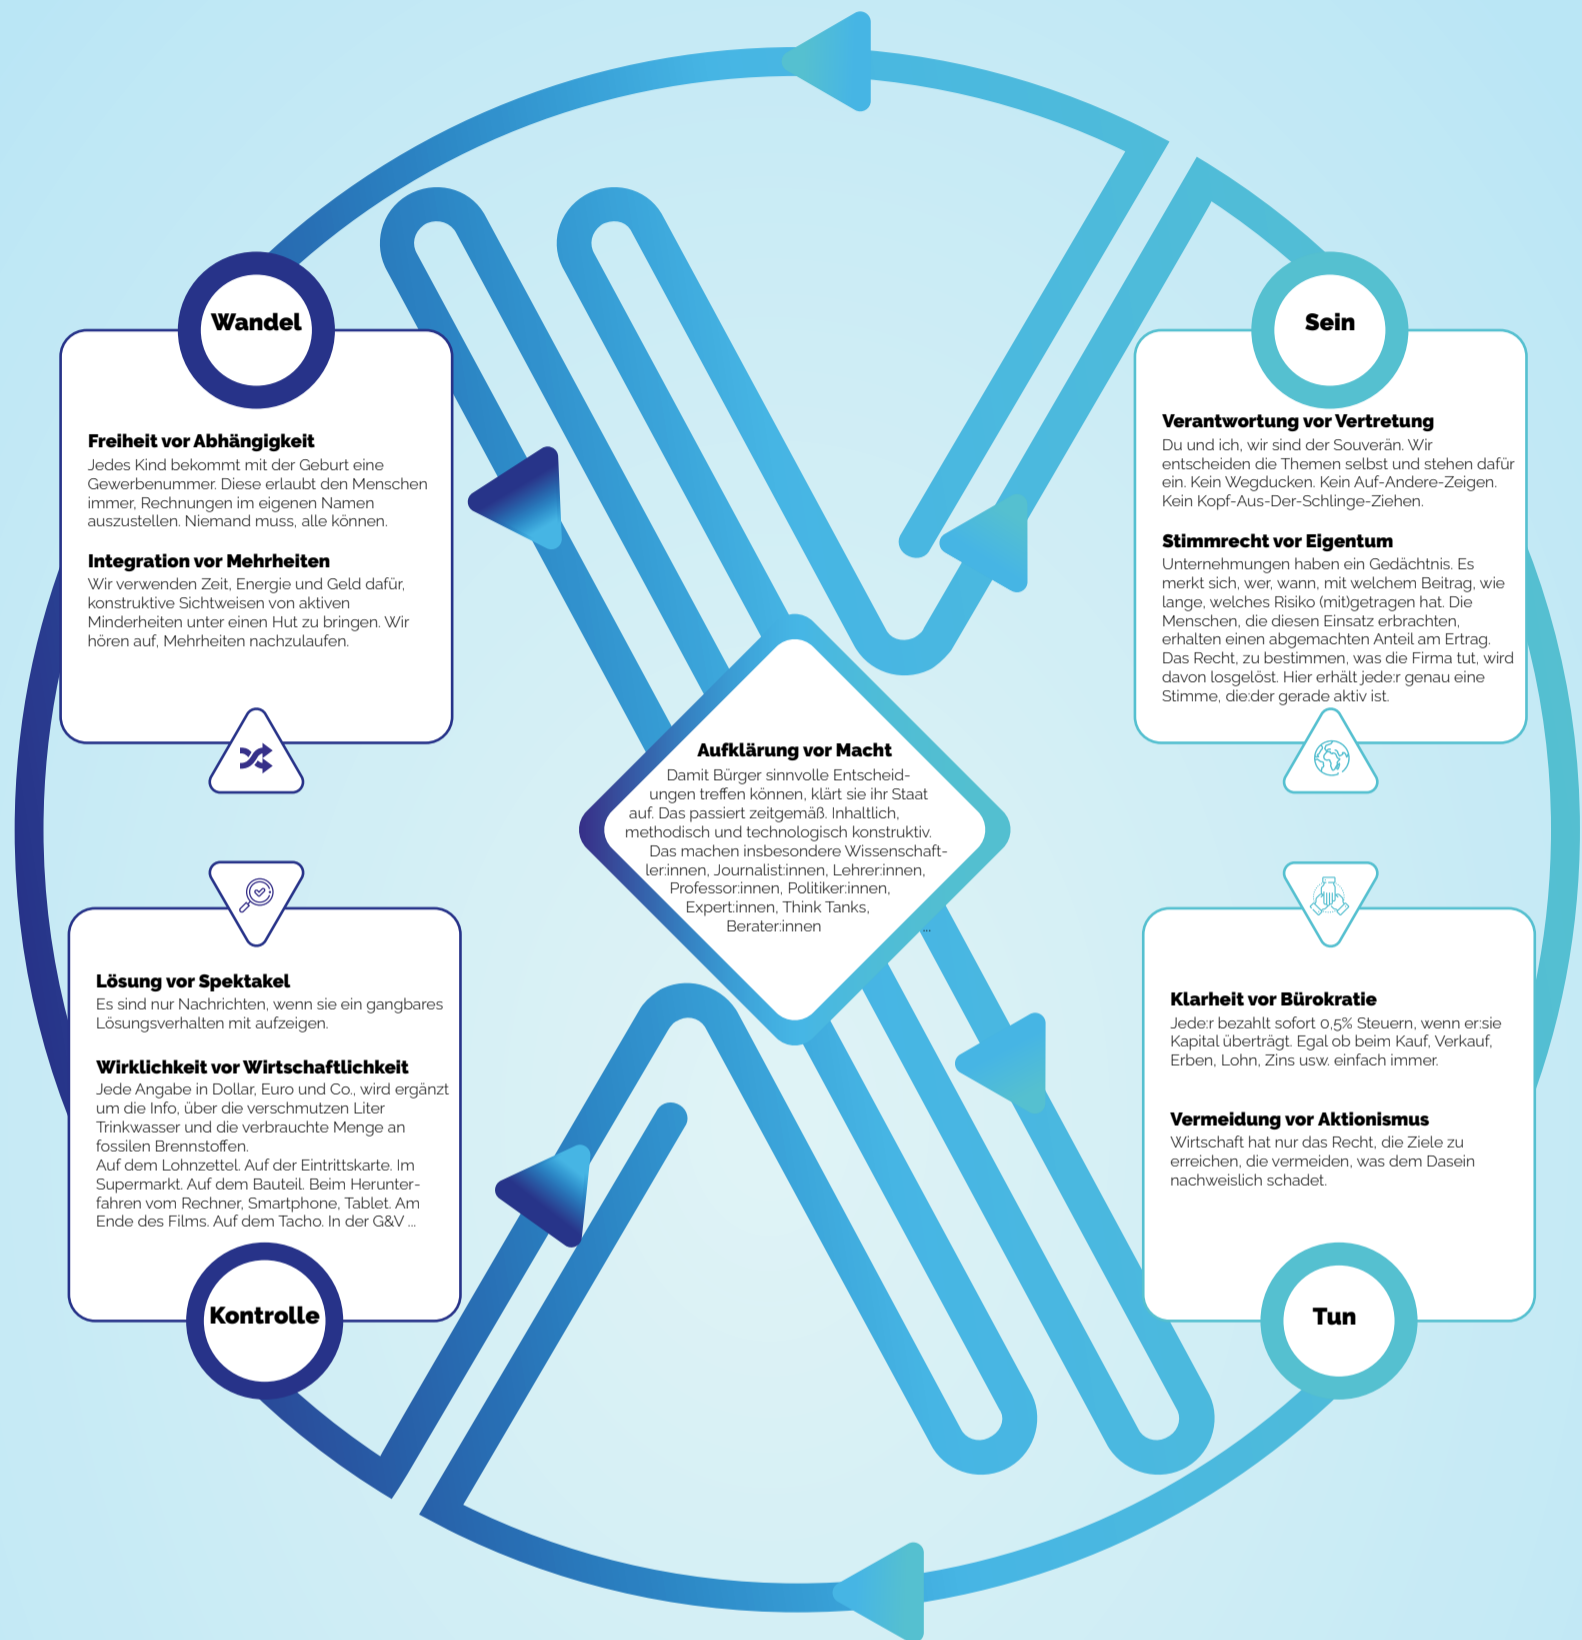 Wandel
Freiheit vor Abhängigkeit
Jedes Kind bekommt mit der Geburt eine
Gewerbenummer. Diese erlaubt den Menschen
immer, Rechnungen im eigenen Namen
auszustellen. Niemand muss, alle können.
Integration vor Mehrheiten
Wir verwenden Zeit, Energie und Geld dafür,
konstruktive Sichtweisen von aktiven
Minderheiten unter einen Hut zu bringen. Wir
hören auf, Mehrheiten nachzulaufen.
Sein
Verantwortung vor Vertretung
Du und ich, wir sind der Souverän. Wir
entscheiden die Themen selbst und stehen dafür
ein. Kein Wegducken. Kein Auf-Andere-Zeigen.
Kein Kopf-Aus-Der-Schlinge-Ziehen.
Stimmrecht vor Eigentum
Unternehmungen haben ein Gedächtnis. Es
merkt sich, wer, wann, mit welchem Beitrag, wie
lange, welches Risiko (mit)getragen hat. Die
Menschen, die diesen Einsatz erbrachten,
erhalten einen abgemachten Anteil am Ertrag.
Das Recht, zu bestimmen, was die Firma tut, wird
davon losgelöst. Hier erhält jede:r genau eine
Stimme, die:der gerade aktiv ist.
Aufklärung vor Macht
Damit Bürger sinnvolle Entscheid-
ungen treffen können, klärt sie ihr Staat
auf. Das passiert zeitgemäß. Inhaltlich,
methodisch und technologisch konstruktiv.
Das machen insbesondere Wissenschaft-
ler:innen, Journalist:innen, Lehrer:innen,
Professor:innen, Politiker:innen,
Expert:innen, Think Tanks,
Berater:innen ...
Lösung vor Spektakel
Es sind nur Nachrichten, wenn sie ein gangbares
Lösungsverhalten mit aufzeigen.
Wirklichkeit vor Wirtschaftlichkeit
Jede Angabe in Dollar, Euro und Co., wird ergänzt
um die Info, über die verschmutzen Liter
Trinkwasser und die verbrauchte Menge an
fossilen Brennstoffen.
Auf dem Lohnzettel. Auf der Eintrittskarte. Im
Supermarkt. Auf dem Bauteil. Beim Herunter-
fahren vom Rechner, Smartphone, Tablet. Am
Ende des Films. Auf dem Tacho. In der G&V ...
Kontrolle
Klarheit vor Bürokratie
Jede:r bezahlt sofort 0,5% Steuern, wenn er:sie
Kapital überträgt. Egal ob beim Kauf, Verkauf,
Erben, Lohn, Zins usw. einfach immer.
Vermeidung vor Aktionismus
Wirtschaft hat nur das Recht, die Ziele zu
erreichen, die vermeiden, was dem Dasein
nachweislich schadet.
Tun